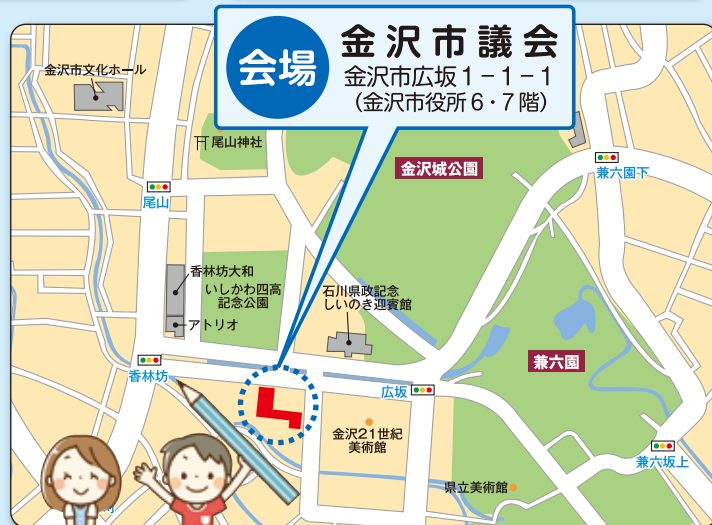 会場
金沢市議会
金沢市広坂1－1－1
（金沢市役所6・7階）
金沢市文化ホール
尾山神社
金沢城公園
兼六園下
尾山
香林坊大和
いしかわ四高
記念公園
アトリオ
石川県政記念
しいのき迎賓館
香林坊
兼六園
広坂
金沢21世紀
美術館
兼六坂上
県立美術館
町